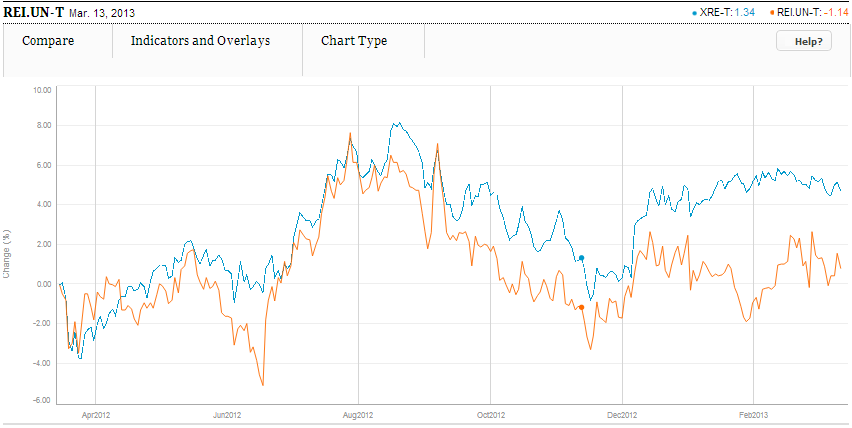 REI.UN-T Mar. 13, 2013 XRE-T: 1.34 REI.UN-T: -1.14
Compare Indicators and Overlays Chart Type Help?
10.00
8.00
6.00
4.00
2.00
0.00
-2.00
-4.00
-6.00
Change (%)
Apr2012 Jun2012 Aug2012 Oct2012 Dec2012 Feb2013